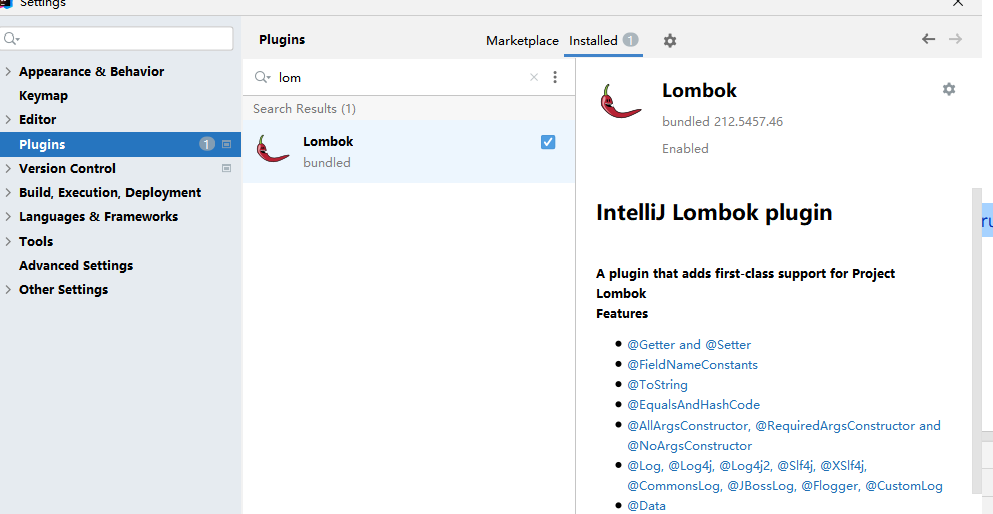 Settings
Plugins
Marketplace
Installed 1
Appearance & Behavior
Keymap
Editor
Plugins 1
Version Control
Build, Execution, Deployment
Languages & Frameworks
Tools
Advanced Settings
Other Settings
lom
Search Results (1)
Lombok
bundled
Lombok
bundled 212.5457.46
Enabled
IntelliJ Lombok plugin
A plugin that adds first-class support for Project
Lombok
Features
@Getter and @Setter
@FieldNameConstants
@ToString
@EqualsAndHashCode
@AllArgsConstructor, @RequiredArgsConstructor and
@NoArgsConstructor
@Log, @Log4j, @Log4j2, @Slf4j, @XSlf4j,
@CommonsLog, @JBossLog, @Flogger, @CustomLog
@Data